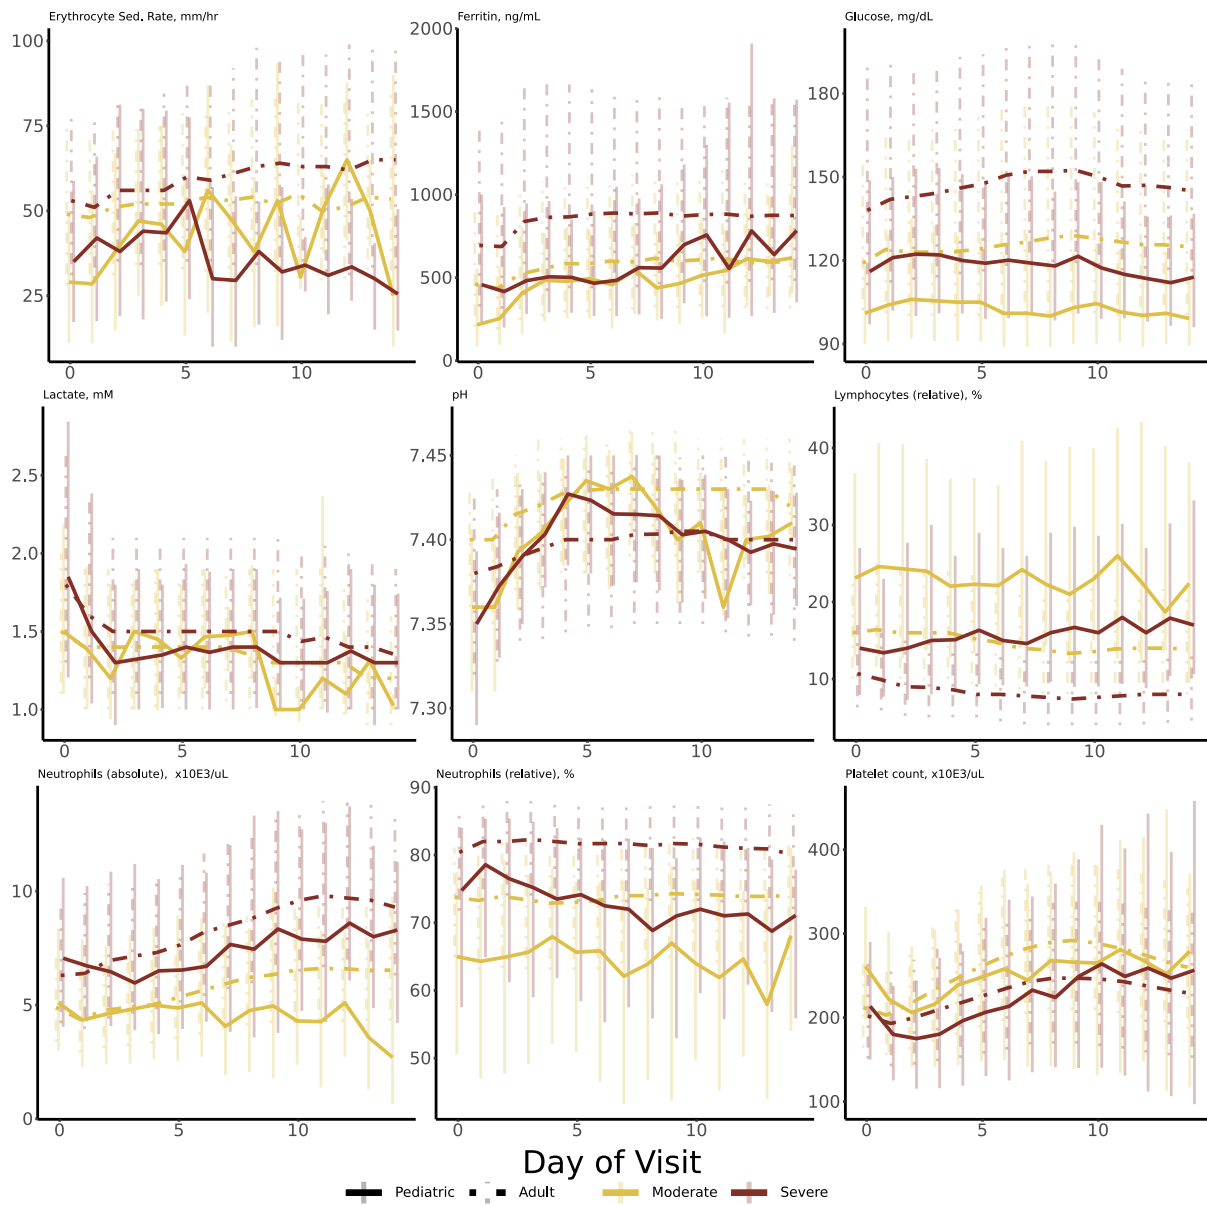 Erythrocyte Sed. Rate, mm/hr
Ferritin, ng/mL
Glucose, mg/dL
100
75
50
25
0 5 10
2000
1500
1000
500
0
0 5 10
180
150
120
90
0 5 10
Lactate, mM
pH
Lymphocytes (relative), %
2.5
2.0
1.5
1.0
0 5 10
7.45
7.40
7.35
7.30
0 5 10
40
30
20
10
0 5 10
Neutrophils (absolute),  x10E3/uL
Neutrophils (relative), %
Platelet count, x10E3/uL
10
5
0
0 5 10
90
80
70
60
50
0 5 10
400
300
200
100
0 5 10
Day of Visit
Pediatric Adult Moderate Severe